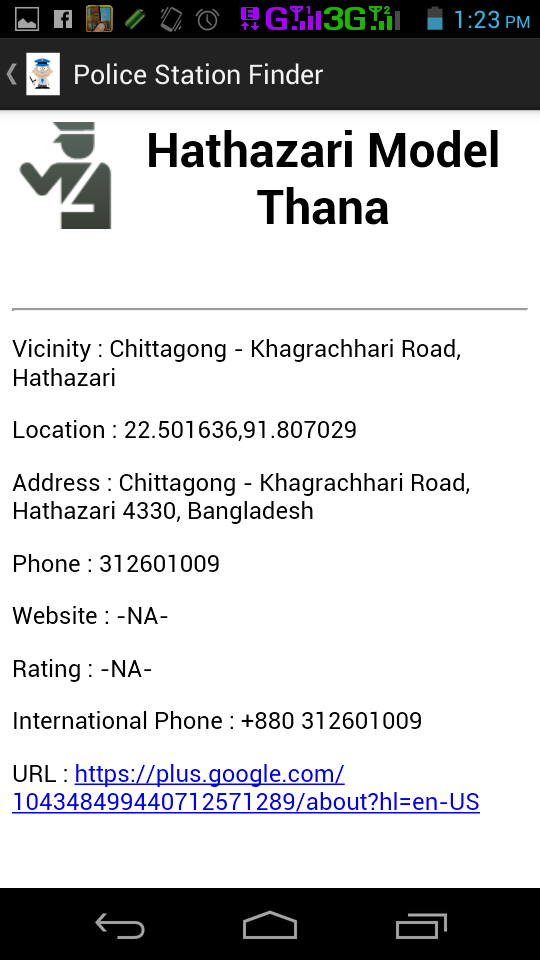 E G 1 3G 2 1:23 PM
Police Station Finder
Hathazari Model
Thana
Vicinity : Chittagong - Khagrachhari Road,
Hathazari
Location : 22.501636,91.807029
Address : Chittagong - Khagrachhari Road,
Hathazari 4330, Bangladesh
Phone : 312601009
Website : -NA-
Rating : -NA-
International Phone : +880 312601009
URL : https://plus.google.com/
104348499440712571289/about?hl=en-US